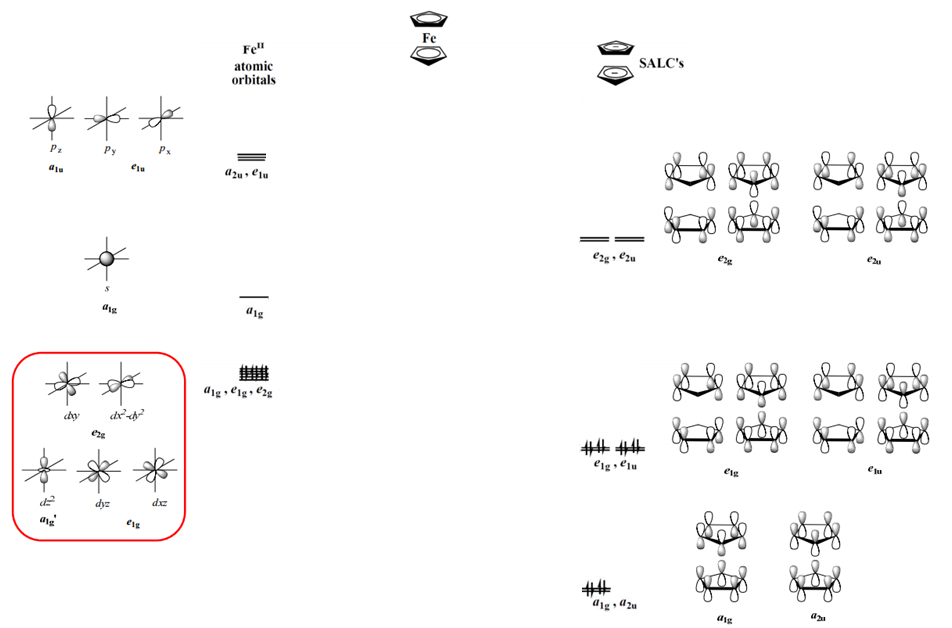 Fe
Fe^II
atomic
orbitals
SALC's
p_z
p_y
p_x
a_1u
e_1u
a_2u , e_1u
e_2g , e_2u
e_2g
e_2u
s
a_1g
a_1g
dxy
dx²-dy²
e_2g
a_1g , e_1g , e_2g
dz²
dyz
dxz
a_1g'
e_1g
e_1g , e_1u
e_1g
e_1u
a_1g , a_2u
a_1g
a_2u